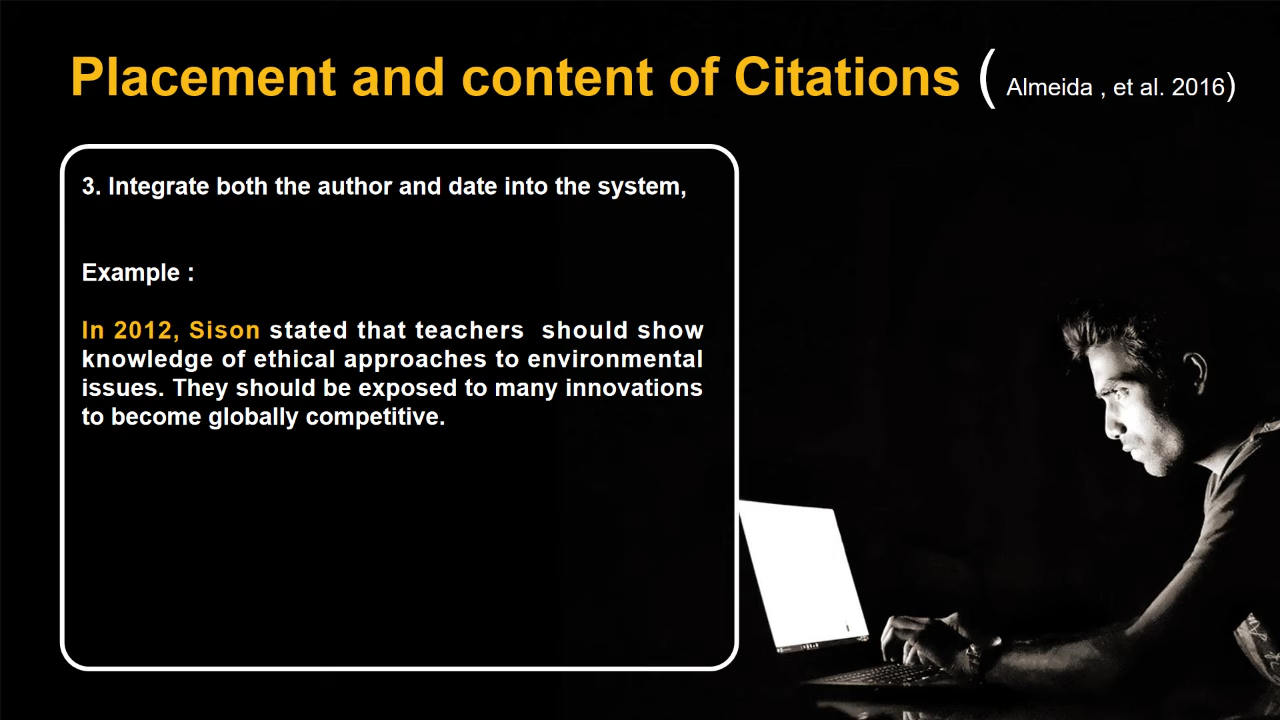 Placement and content of Citations ( Almeida , et al. 2016)
3. Integrate both the author and date into the system,
Example :
In 2012, Sison stated that teachers should show
knowledge of ethical approaches to environmental
issues. They should be exposed to many innovations
to become globally competitive.